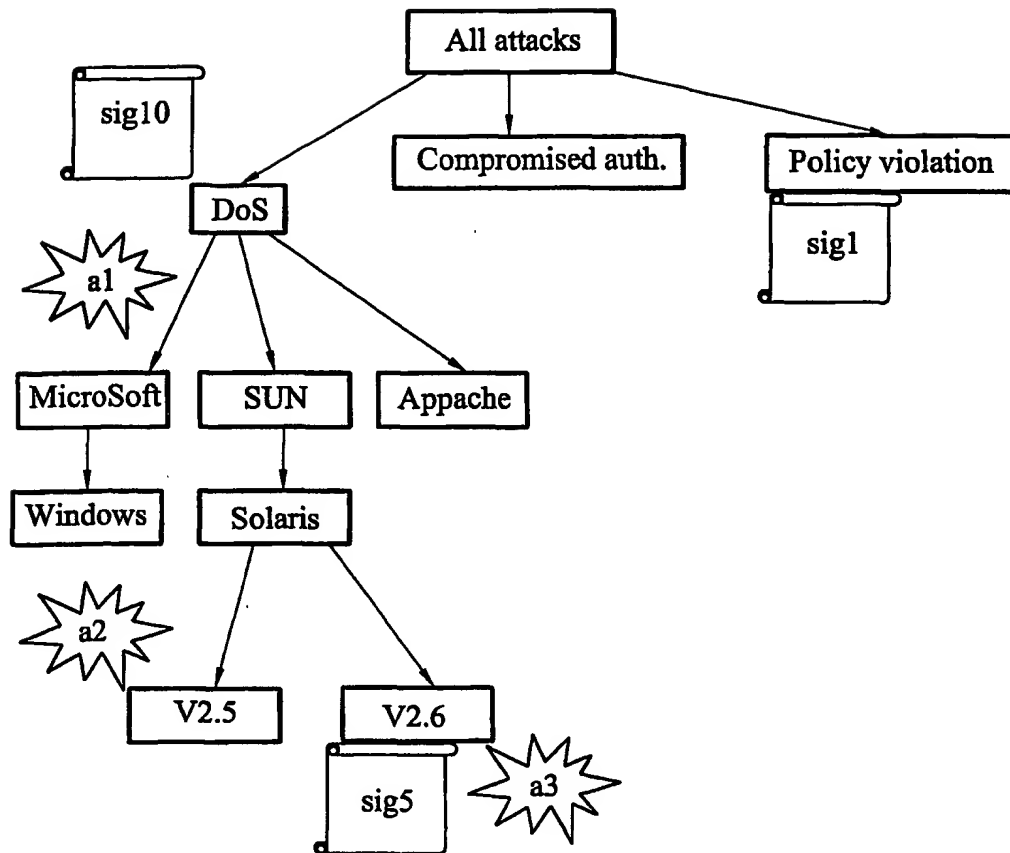 All attacks
sig10
Compromised auth.
Policy violation
DoS
sig1
a1
MicroSoft
SUN
Appache
Windows
Solaris
a2
V2.5
V2.6
sig5
a3